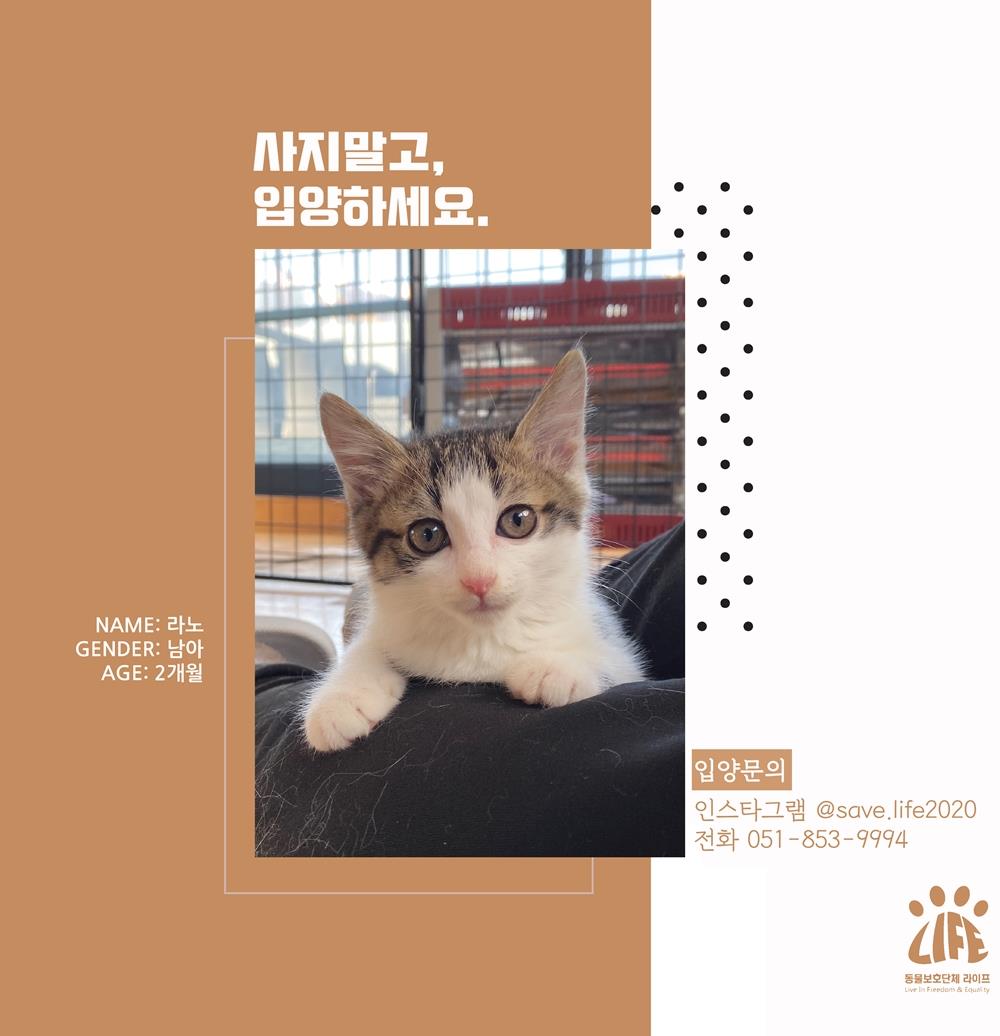 사지말고,
입양하세요.
NAME: 라노
GENDER: 남아
AGE: 2개월
입양문의
인스타그램 @save.life2020
전화 051-853-9994
LIFE
동물보호단체 라이프
Live In Freedom & Equality